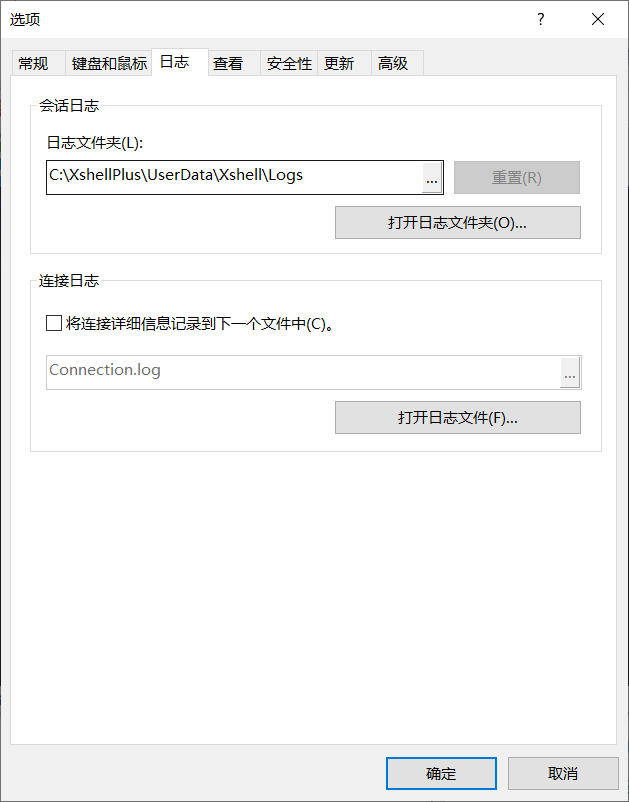 选项
?
常规 键盘和鼠标 日志 查看 安全性 更新 高级
会话日志
日志文件夹(L):
C:\XshellPlus\UserData\Xshell\Logs ... 重置(R)
打开日志文件夹(O)...
连接日志
将连接详细信息记录到下一个文件中(C)。
Connection.log ...
打开日志文件(F)...
确定 取消